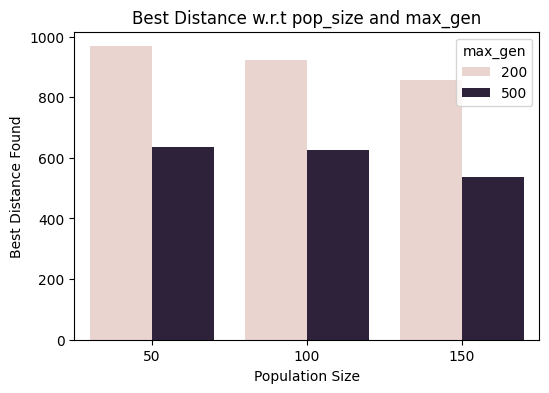 Best Distance w.r.t pop_size and max_gen
Best Distance Found
1000
800
600
400
200
0
max_gen
200
500
50
100
150
Population Size